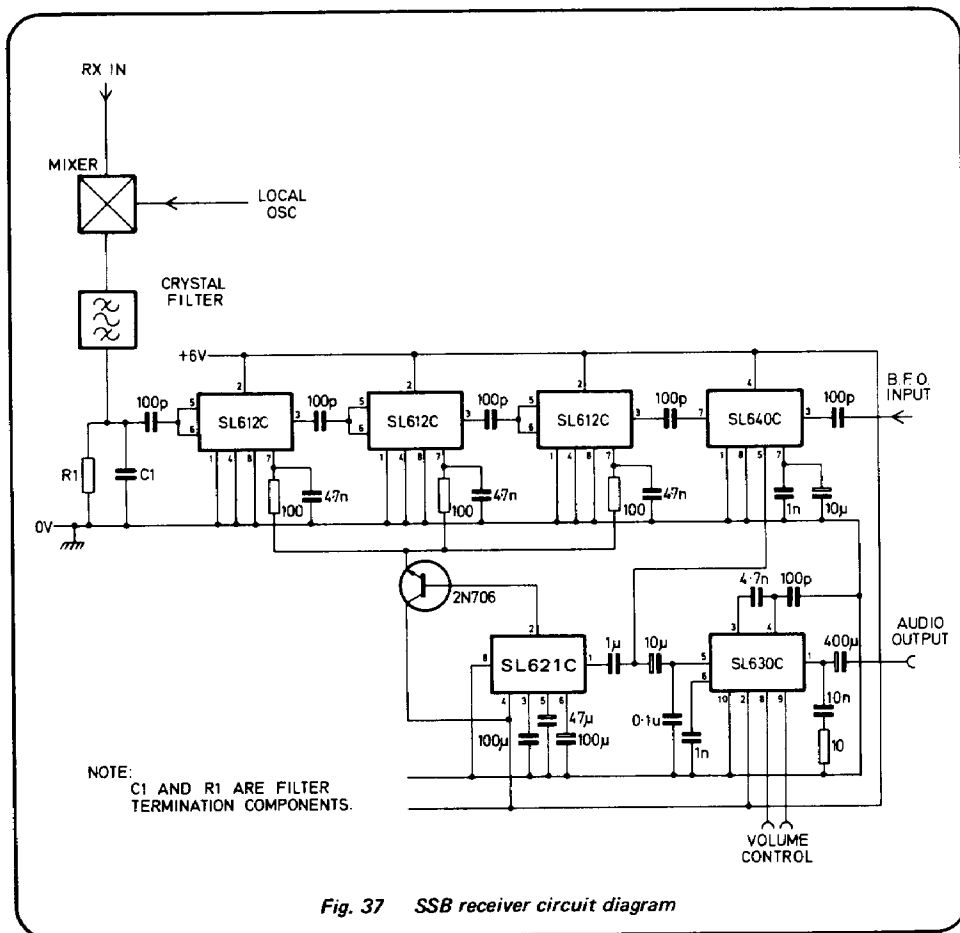 RX IN
MIXER
LOCAL
OSC
CRYSTAL
FILTER
+6V
B.F.O.
INPUT
100p
5
6
2
SL612C
3
1
4
8
7
100p
5
6
2
SL612C
3
1
4
8
7
100p
5
6
2
SL612C
3
1
4
8
7
100p
4
7
SL640C
3
1
8
5
7
100p
R1
C1
100
47n
100
47n
100
47n
1n
10µ
0V
2N706
4·7n
100p
AUDIO
OUTPUT
2
8
SL621C
1
4
3
5
6
1µ
10µ
3
4
5
6
SL630C
1
10
2
8
9
400µ
100µ
47µ
100µ
0·1u
1n
10n
10
NOTE:
C1 AND R1 ARE FILTER
TERMINATION COMPONENTS.
VOLUME
CONTROL
Fig. 37 SSB receiver circuit diagram